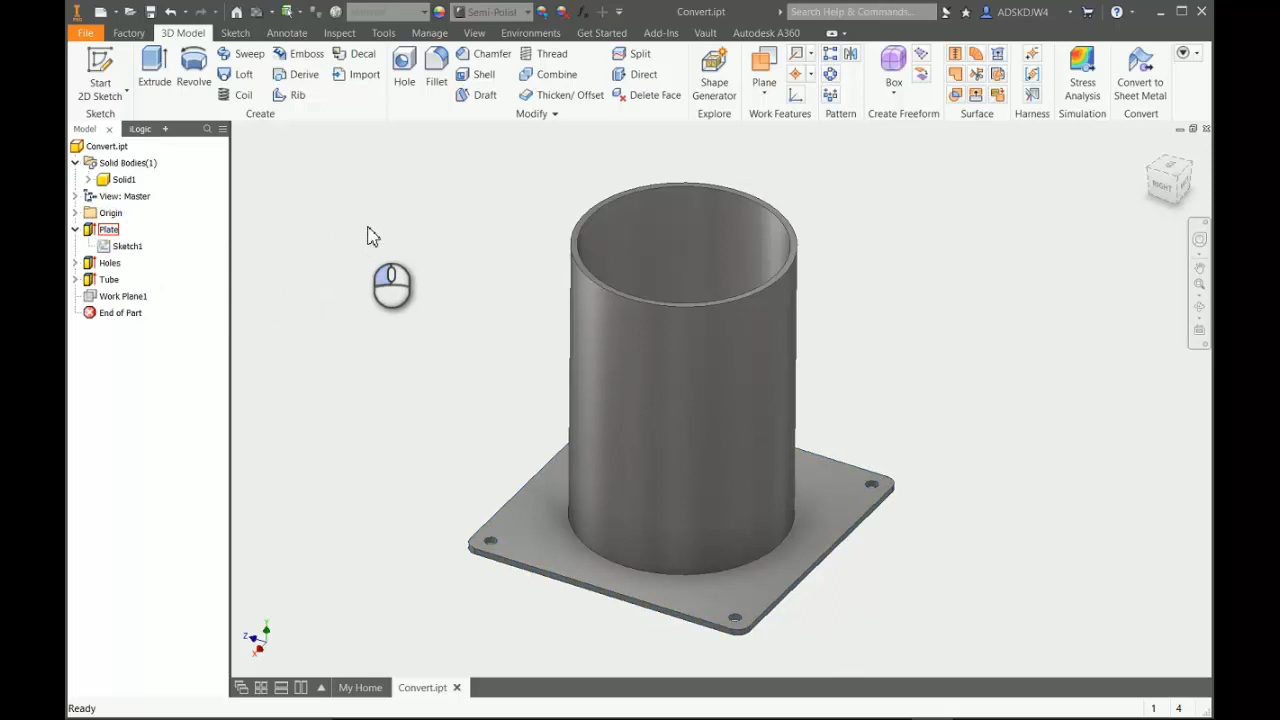 Semi-Polisl
Convert.ipt
Search Help & Commands...
ADSKDJW4
File Factory 3D Model Sketch Annotate Inspect Tools Manage View Environments Get Started Add-Ins Vault Autodesk A360
Start
2D Sketch
Sketch
Extrude
Revolve
Sweep
Emboss
Decal
Loft
Derive
Import
Coil
Rib
Create
Hole
Fillet
Chamfer
Thread
Split
Shell
Combine
Direct
Draft
Thicken/ Offset
Delete Face
Modify
Shape
Generator
Explore
Plane
Work Features
Pattern
Box
Create Freeform
Surface
Harness
Stress
Analysis
Simulation
Convert to
Sheet Metal
Convert
Model
iLogic
Convert.ipt
Solid Bodies(1)
Solid1
View: Master
Origin
Plate
Sketch1
Holes
Tube
Work Plane1
End of Part
RIGHT
Y
Z
X
My Home
Convert.ipt
Ready
1 4